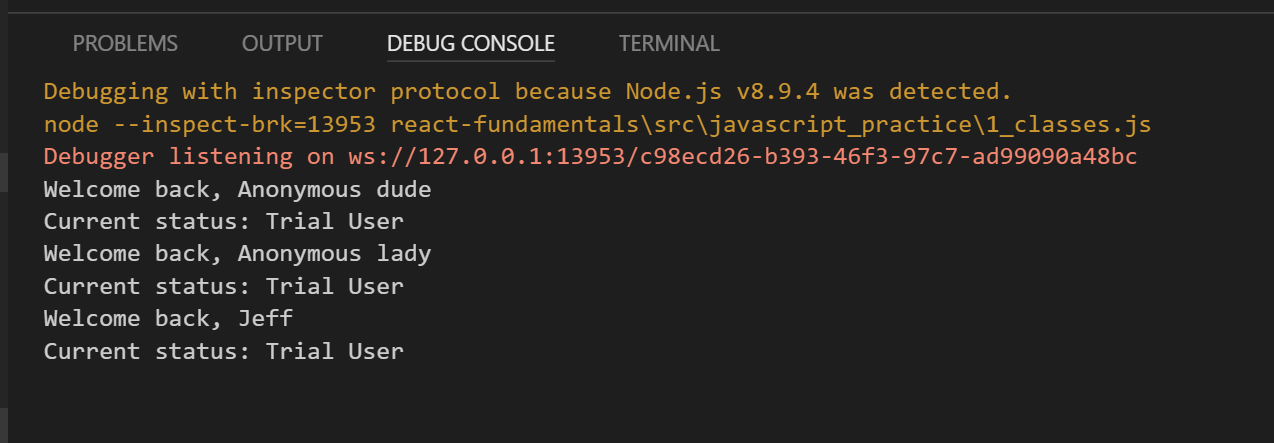 PROBLEMS OUTPUT DEBUG CONSOLE TERMINAL
Debugging with inspector protocol because Node.js v8.9.4 was detected.
node --inspect-brk=13953 react-fundamentals\src\javascript_practice\1_classes.js
Debugger listening on ws://127.0.0.1:13953/c98ecd26-b393-46f3-97c7-ad99090a48bc
Welcome back, Anonymous dude
Current status: Trial User
Welcome back, Anonymous lady
Current status: Trial User
Welcome back, Jeff
Current status: Trial User